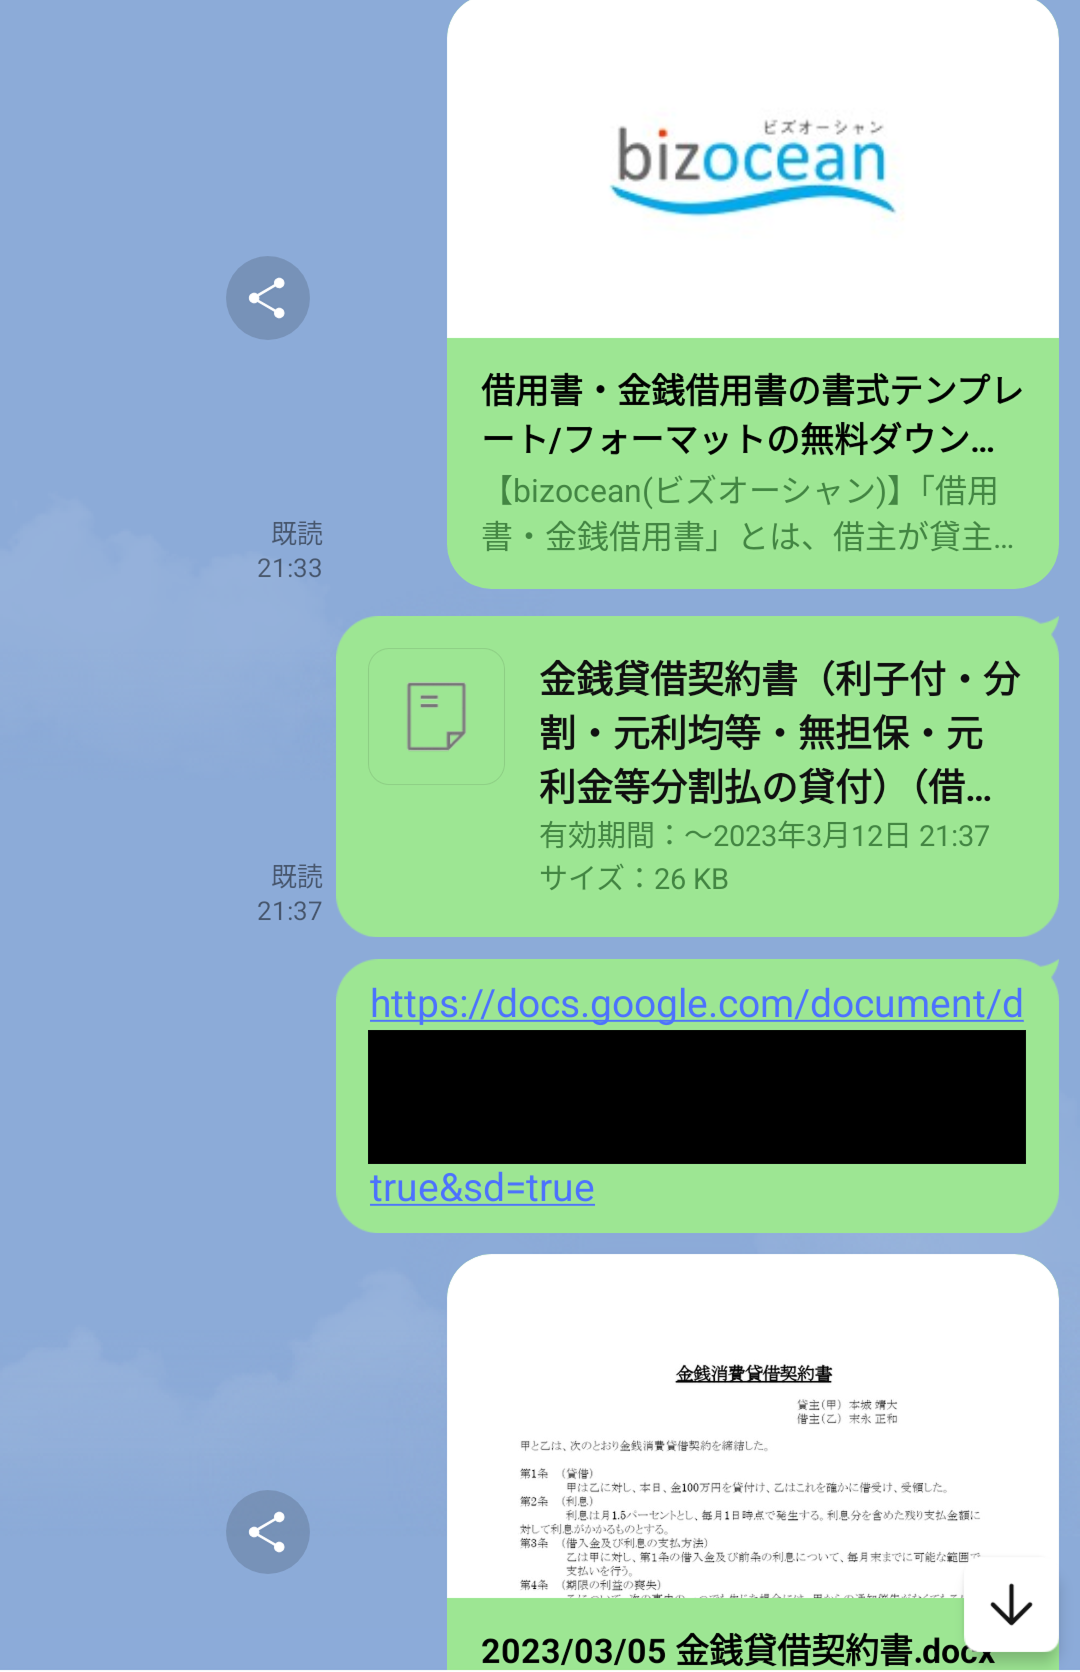 ビズオーシャン
bizocean
借用書・金銭借用書の書式テンプレ
ート/フォーマットの無料ダウン...
【bizocean(ビズオーシャン)】「借用
書・金銭借用書」とは、借主が貸主...
既読
21:33
金銭貸借契約書（利子付・分
割・元利均等・無担保・元
利金等分割払の貸付）（借...
有効期間：～2023年3月12日 21:37
サイズ：26 KB
既読
21:37
https://docs.google.com/document/d
true&sd=true
金銭消費貸借契約書
貸主（甲） 本城 靖大
借主（乙） 末永 正和
甲と乙は、次のとおり金銭消費貸借契約を締結した。
第1条 （貸借）
甲は乙に対し、本日、金100万円を貸付け、乙はこれを確かに借受け、受領した。
第2条 （利息）
利息は月1.5パーセントとし、毎月1日時点で発生する。利息分を含めた残り支払金額に
対して利息がかかるものとする。
第3条 （借入金及び利息の支払方法）
乙は甲に対し、第1条の借入金及び前条の利息について、毎月末までに可能な範囲で
支払いを行う。
第4条 （期限の利益の喪失）
2023/03/05 金銭貸借契約書.docx